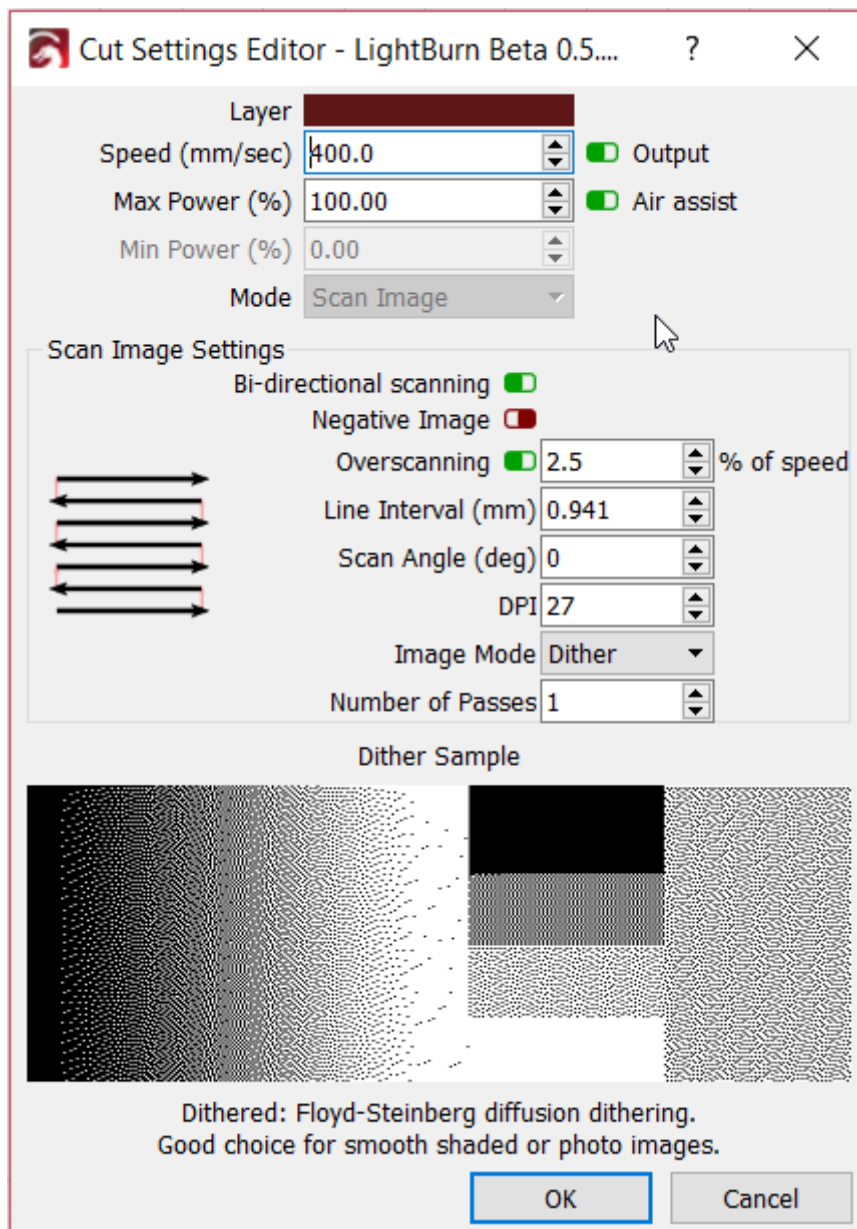 Cut Settings Editor - LightBurn Beta 0.5.... ?
Layer
Speed (mm/sec) 400.0 Output
Max Power (%) 100.00 Air assist
Min Power (%) 0.00
Mode Scan Image
Scan Image Settings
Bi-directional scanning
Negative Image
Overscanning 2.5 % of speed
Line Interval (mm) 0.941
Scan Angle (deg) 0
DPI 27
Image Mode Dither
Number of Passes 1
Dither Sample
Dithered: Floyd-Steinberg diffusion dithering.
Good choice for smooth shaded or photo images.
OK Cancel